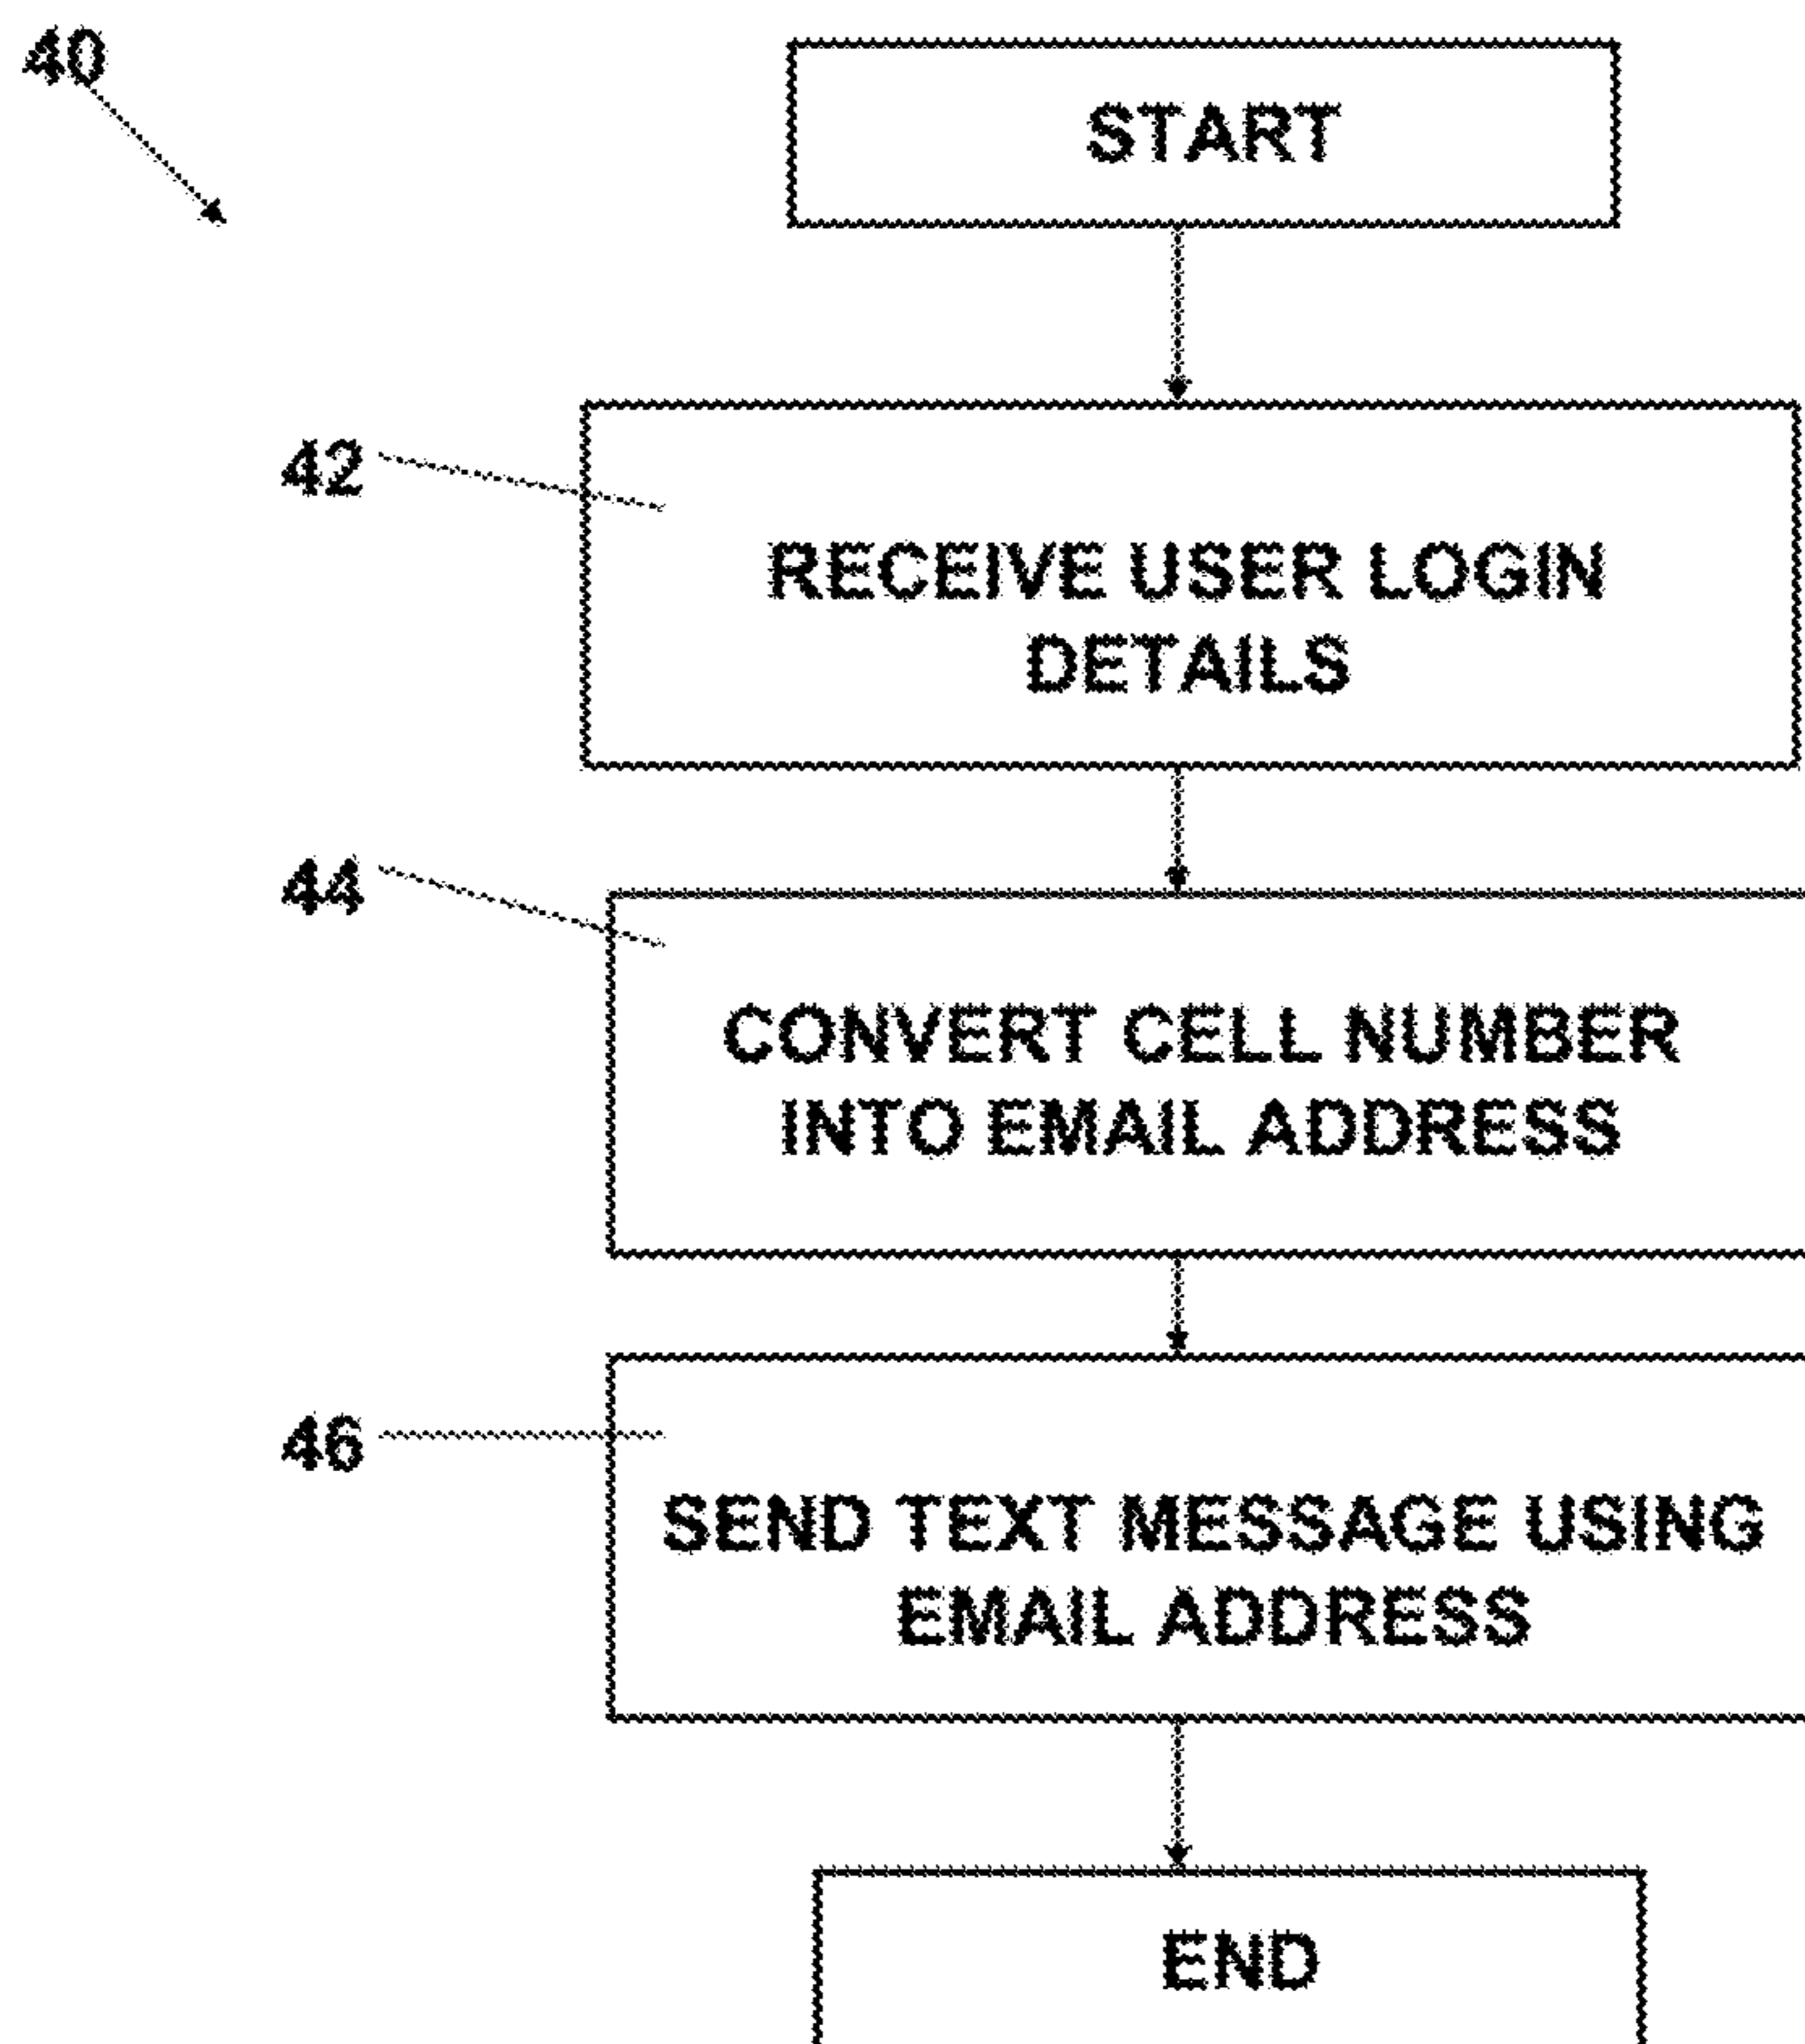 40
START
42
RECEIVE USER LOGIN
DETAILS
44
CONVERT CELL NUMBER
INTO EMAIL ADDRESS
46
SEND TEXT MESSAGE USING
EMAIL ADDRESS
END